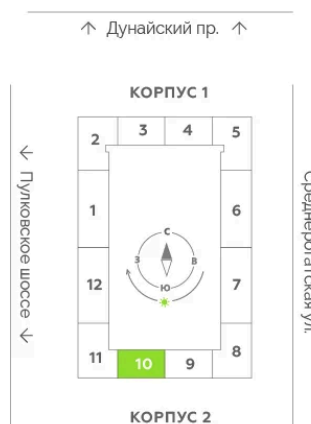 ↑ Дунайский пр. ↑
КОРПУС 1
2 3 4 5
← Пулковское шоссе →
Среднерогатская ул.
1 6
С
З В
Ю
12 7
11 10 9 8
КОРПУС 2